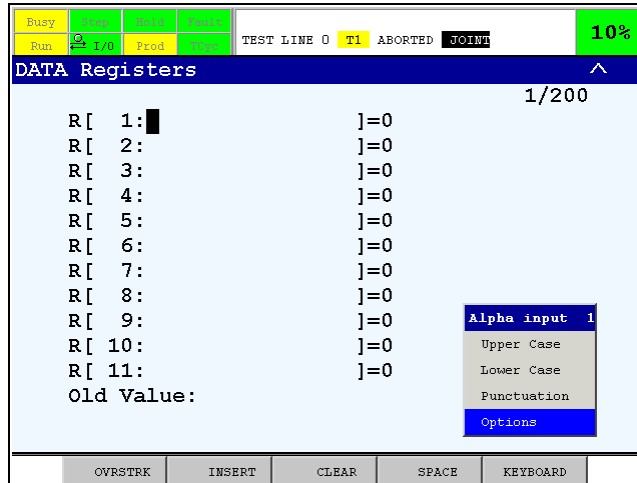 Busy Step Hold Fault
Run I/O Prod TCyc
TEST LINE 0 T1 ABORTED JOINT
10%
DATA Registers
1/200
R[ 1: ]=0
R[ 2: ]=0
R[ 3: ]=0
R[ 4: ]=0
R[ 5: ]=0
R[ 6: ]=0
R[ 7: ]=0
R[ 8: ]=0
R[ 9: ]=0
R[ 10: ]=0
R[ 11: ]=0
Old Value:
Alpha input 1
Upper Case
Lower Case
Punctuation
Options
OVRSTRK INSERT CLEAR SPACE KEYBOARD